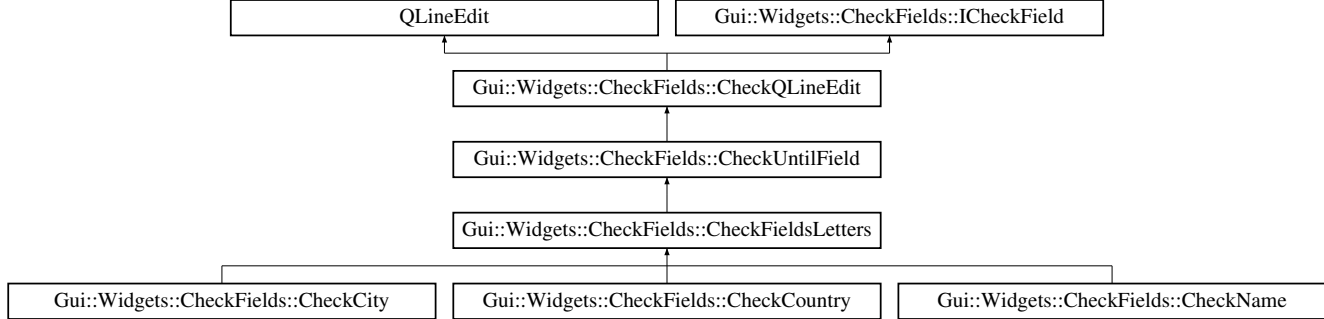 QLineEdit
Gui::Widgets::CheckFields::ICheckField
Gui::Widgets::CheckFields::CheckQLineEdit
Gui::Widgets::CheckFields::CheckUntilField
Gui::Widgets::CheckFields::CheckFieldsLetters
Gui::Widgets::CheckFields::CheckCity
Gui::Widgets::CheckFields::CheckCountry
Gui::Widgets::CheckFields::CheckName